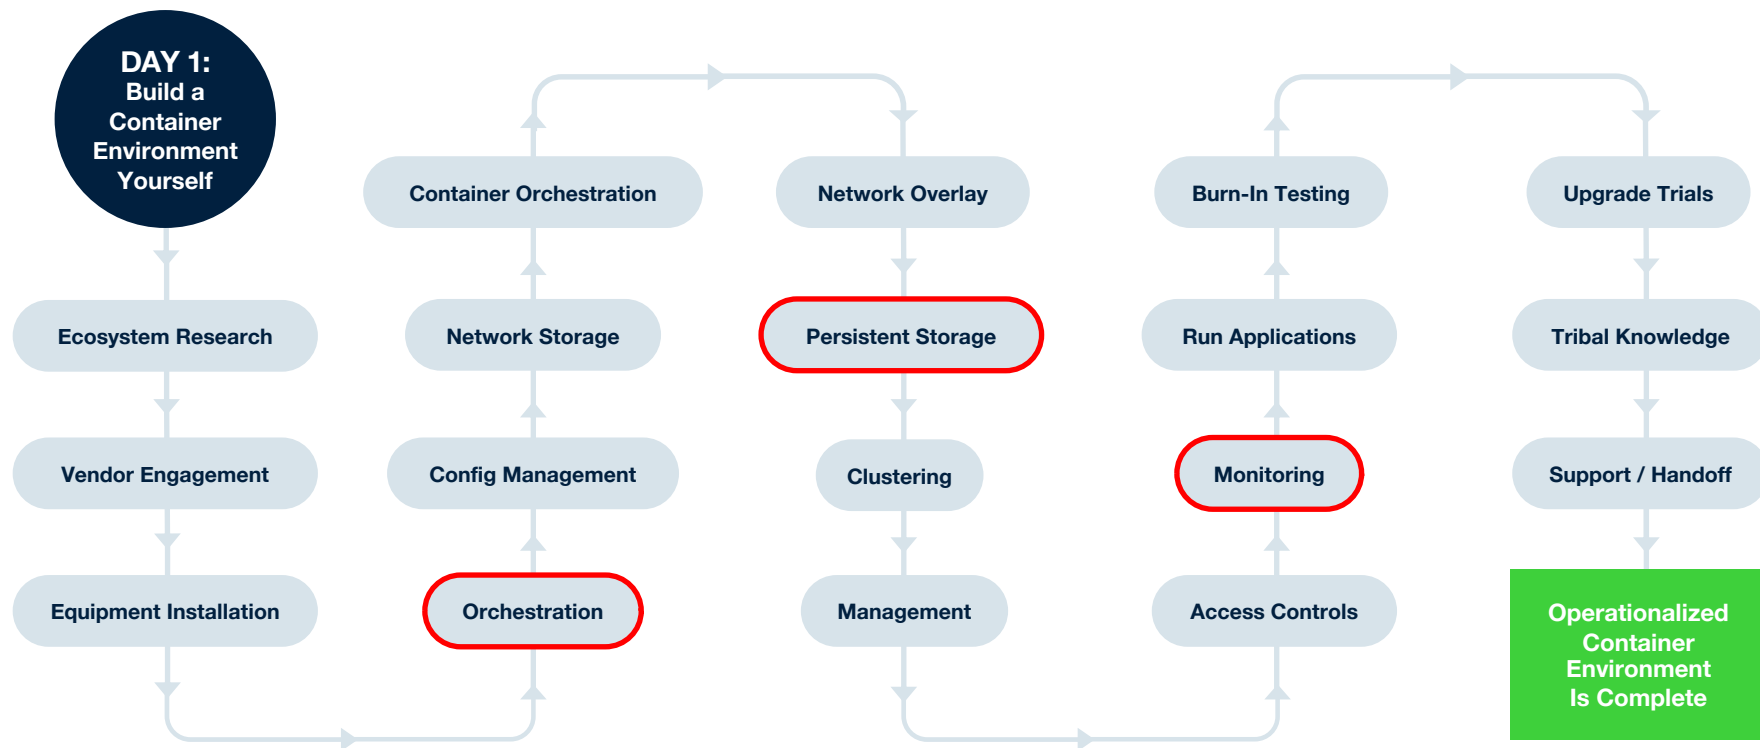 DAY 1:
Build a
Container
Environment
Yourself
Ecosystem Research
Vendor Engagement
Equipment Installation
Orchestration
Config Management
Network Storage
Container Orchestration
Network Overlay
Persistent Storage
Clustering
Management
Access Controls
Monitoring
Run Applications
Burn-In Testing
Upgrade Trials
Tribal Knowledge
Support / Handoff
Operationalized
Container
Environment
Is Complete